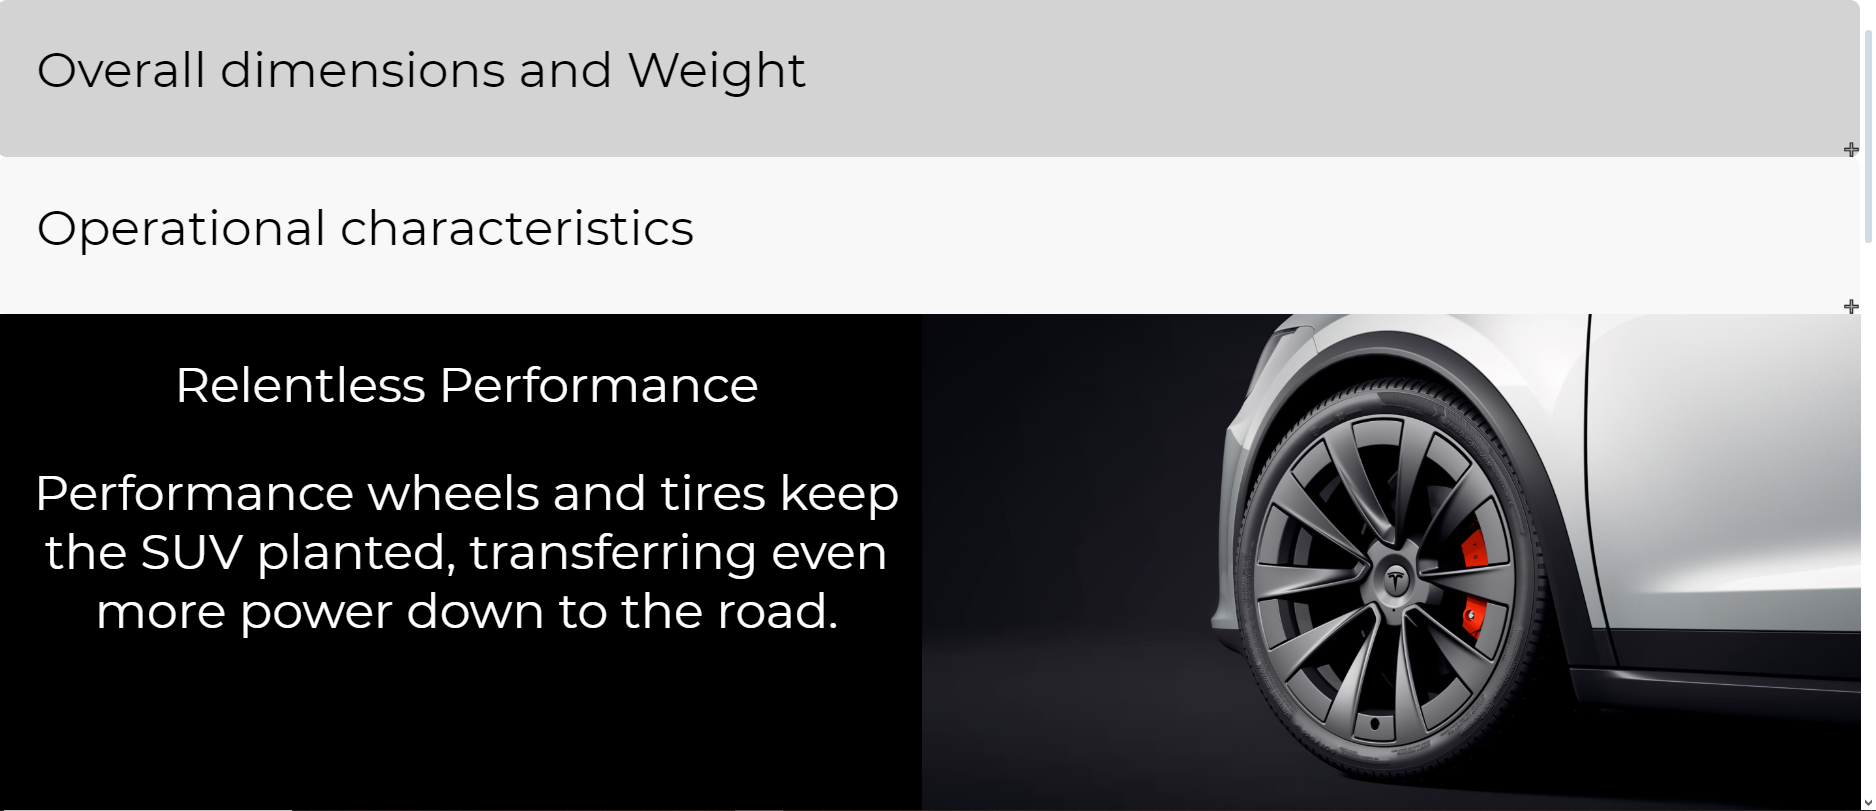 Overall dimensions and Weight
Operational characteristics
Relentless Performance
Performance wheels and tires keep
the SUV planted, transferring even
more power down to the road.